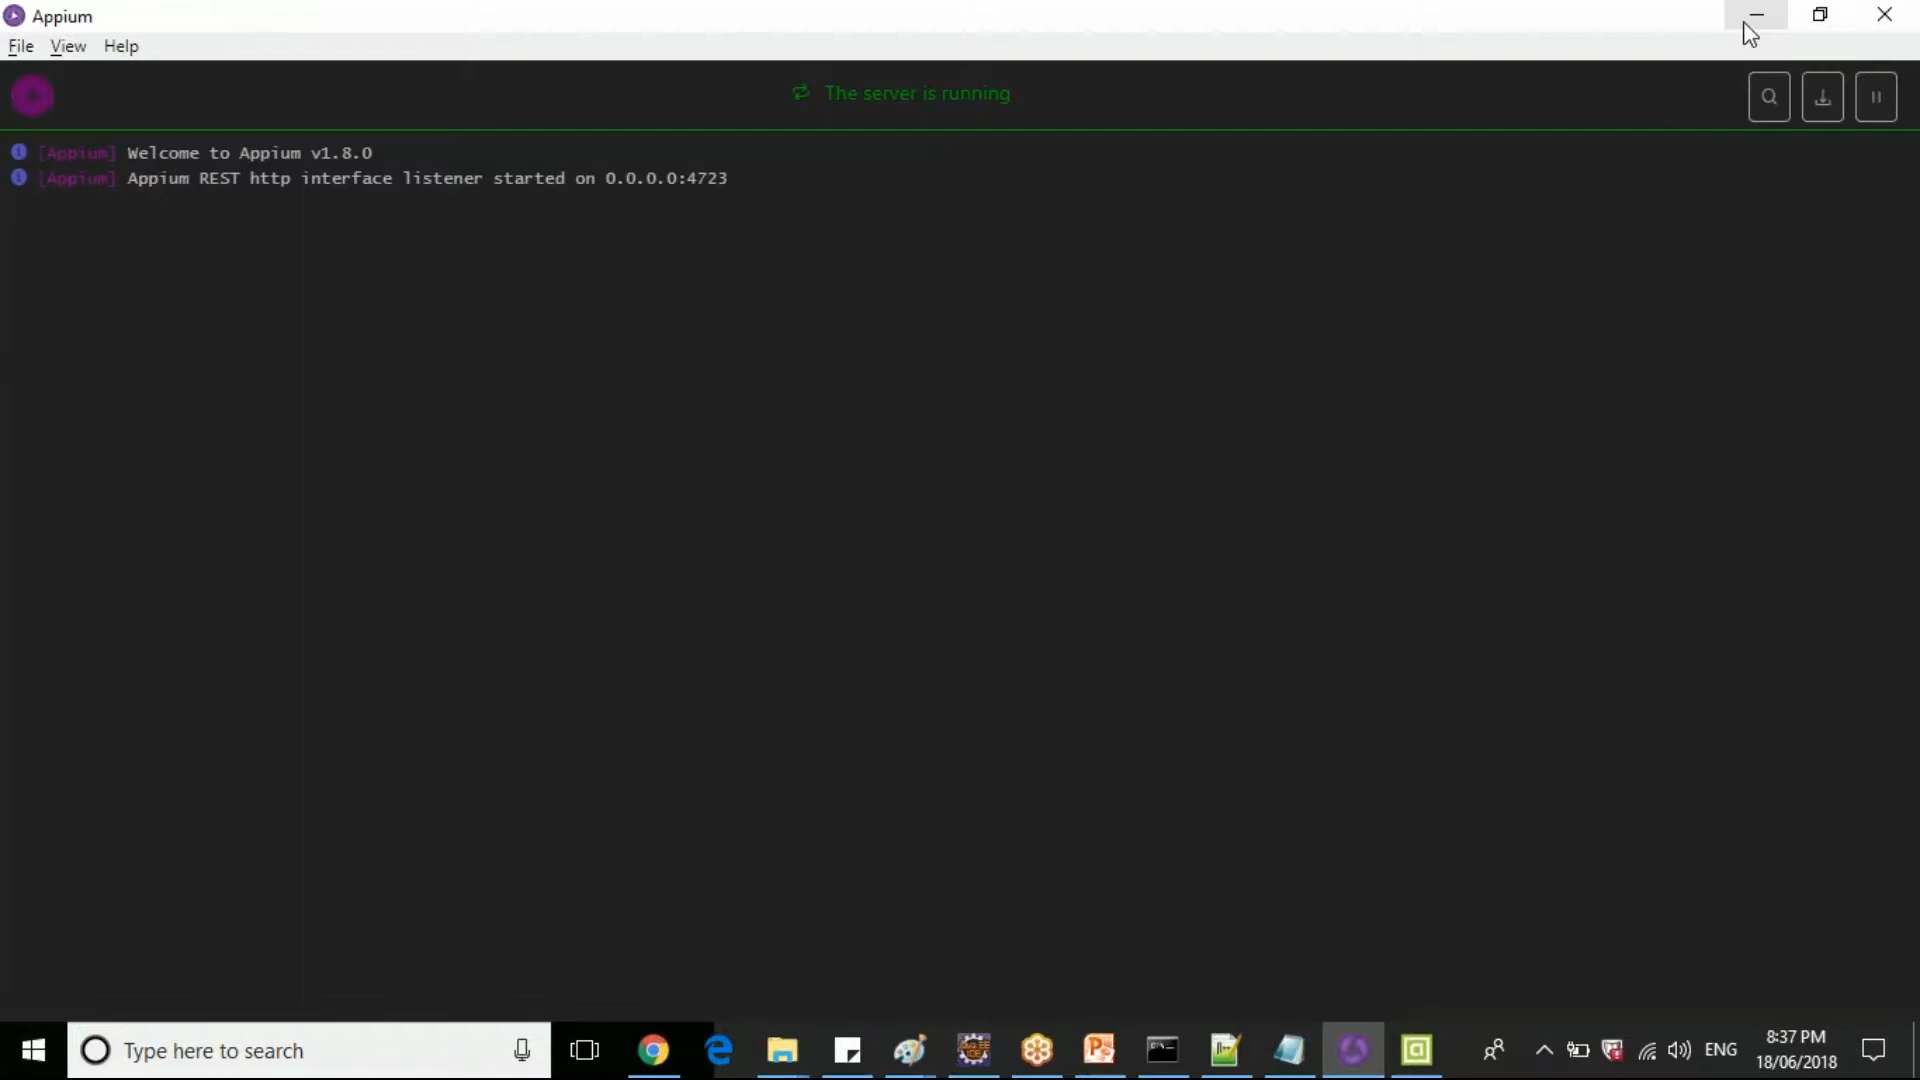 Appium
File View Help
The server is running
[Appium] Welcome to Appium v1.8.0
[Appium] Appium REST http interface listener started on 0.0.0.0:4723
Type here to search
ENG
8:37 PM
18/06/2018